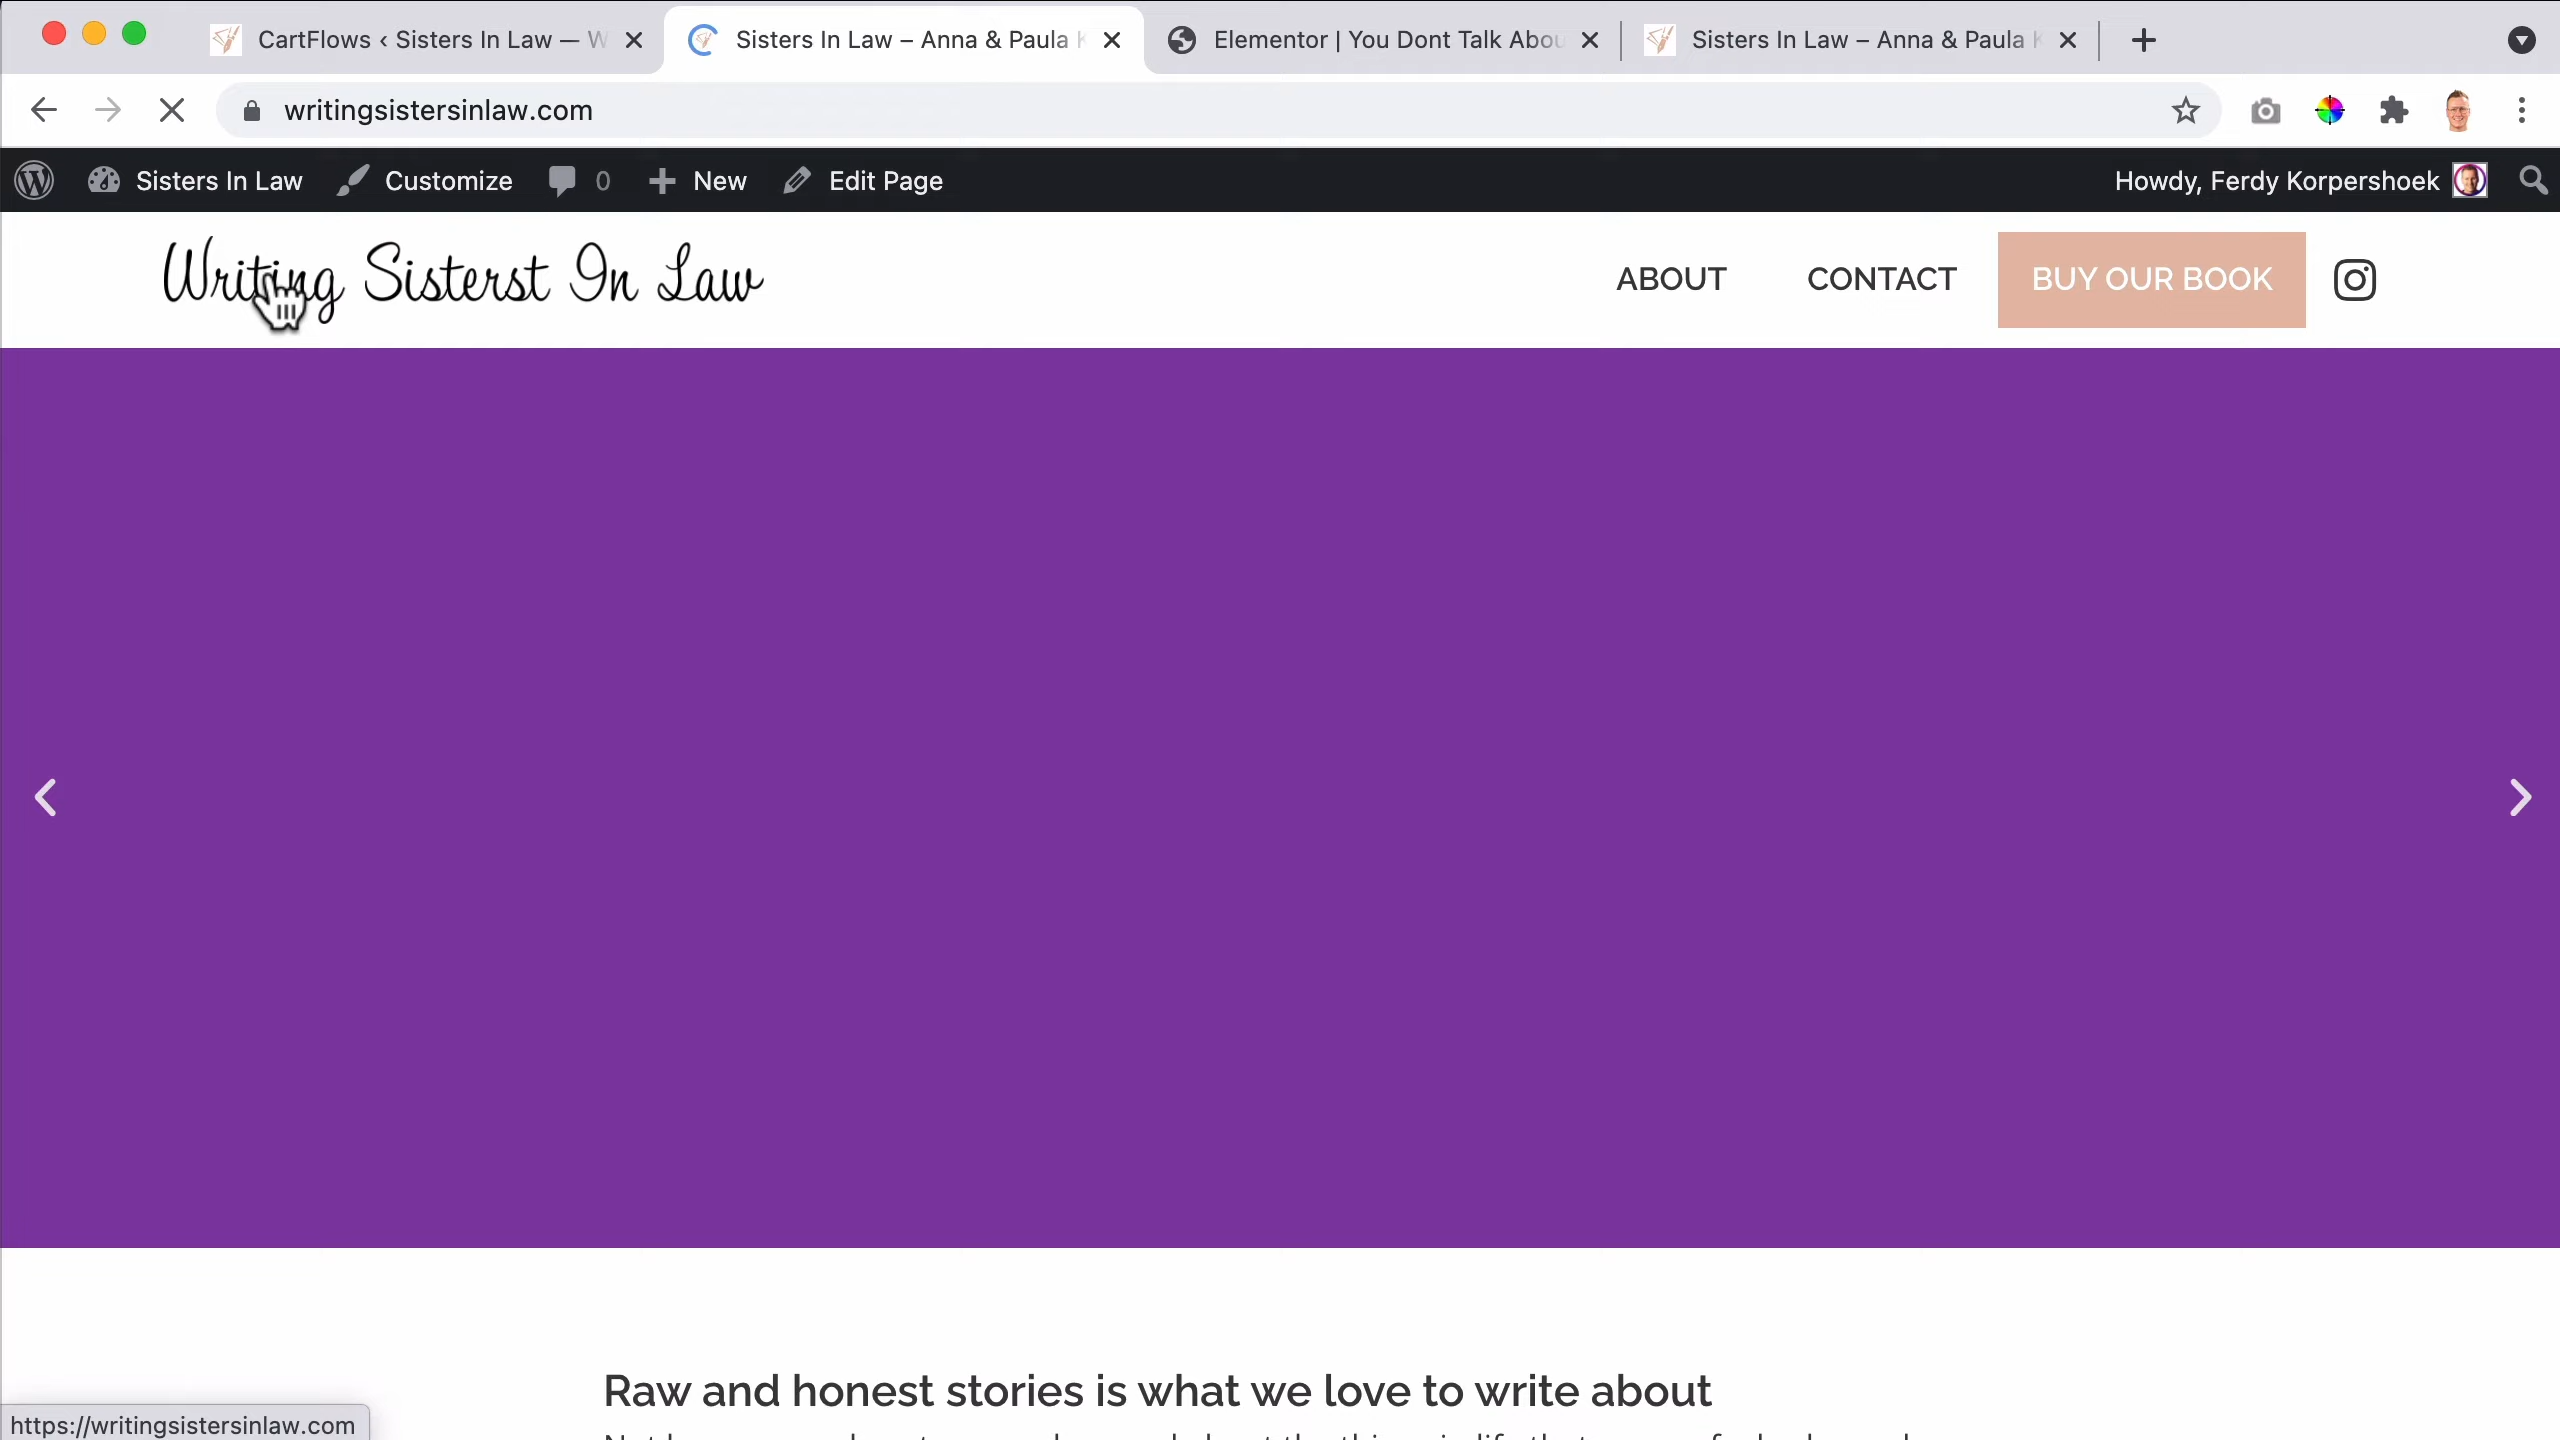 CartFlows ‹ Sisters In Law — W
Sisters In Law – Anna & Paula K
Elementor | You Dont Talk Abou
Sisters In Law – Anna & Paula K
writingsistersinlaw.com
Sisters In Law
Customize
0
New
Edit Page
Howdy, Ferdy Korpershoek
Writing Sisterst In Law
ABOUT
CONTACT
BUY OUR BOOK
Raw and honest stories is what we love to write about
https://writingsistersinlaw.com